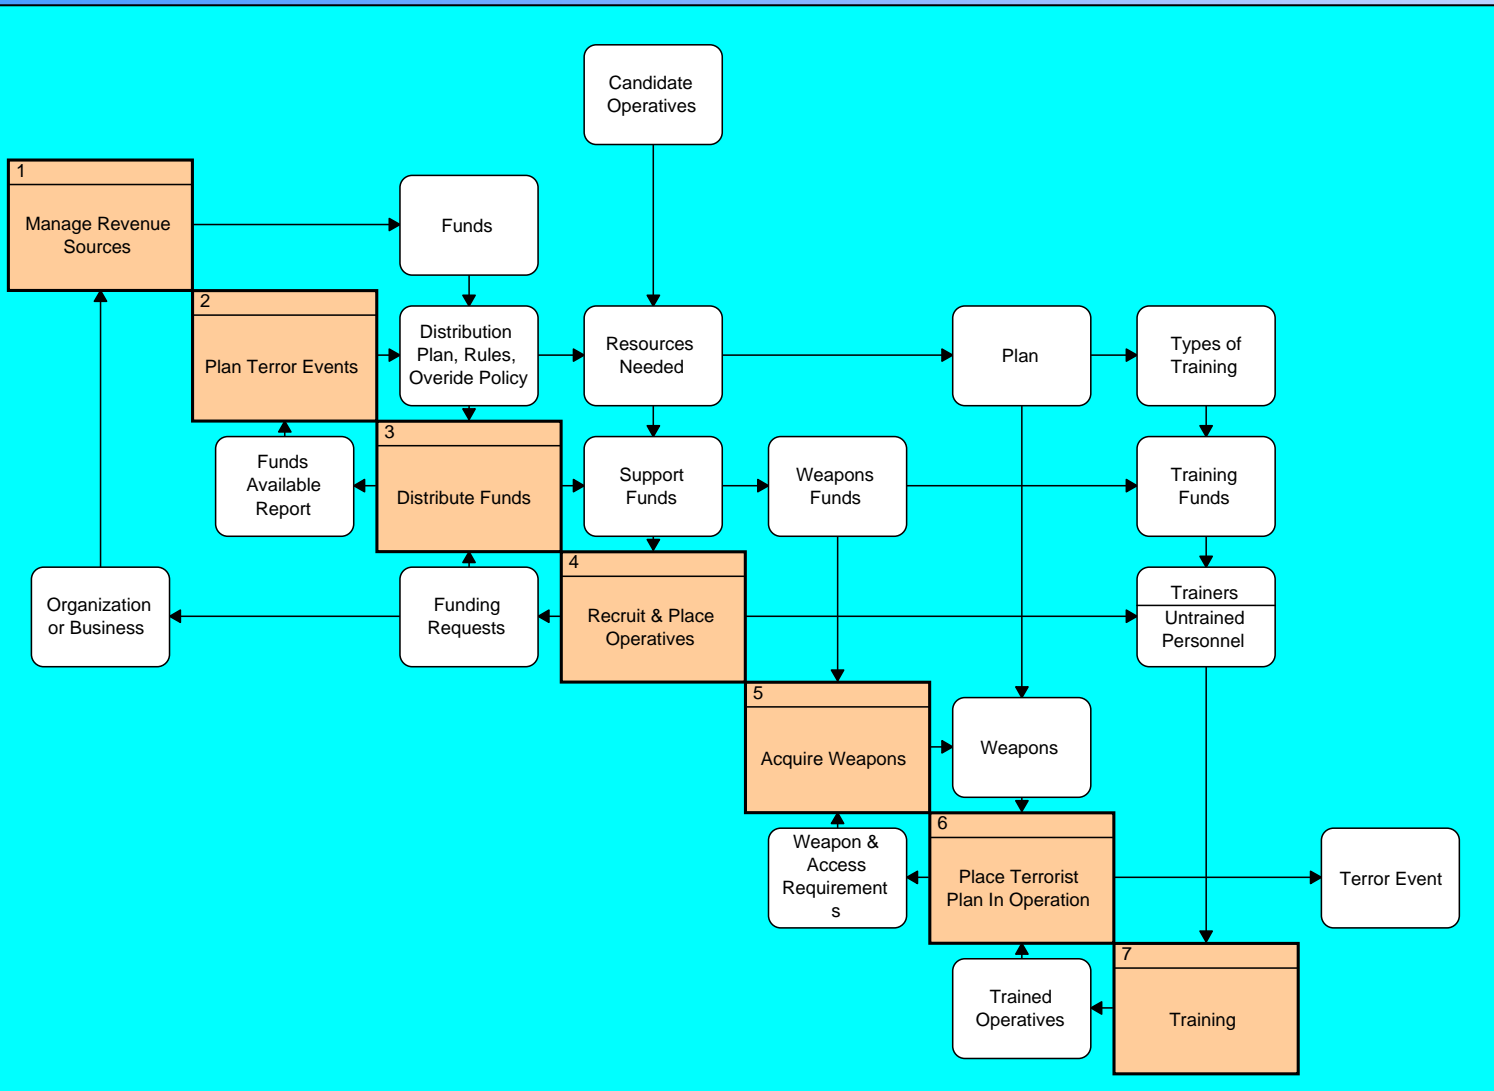 Candidate
Operatives
1
Manage Revenue
Sources
Funds
2
Plan Terror Events
Distribution
Plan, Rules,
Overide Policy
Resources
Needed
Plan
Types of
Training
Funds
Available
Report
3
Distribute Funds
Support
Funds
Weapons
Funds
Training
Funds
Organization
or Business
Funding
Requests
4
Recruit & Place
Operatives
Trainers
Untrained
Personnel
5
Acquire Weapons
Weapons
Weapon &
Access
Requirement
s
6
Place Terrorist
Plan In Operation
Terror Event
Trained
Operatives
7
Training